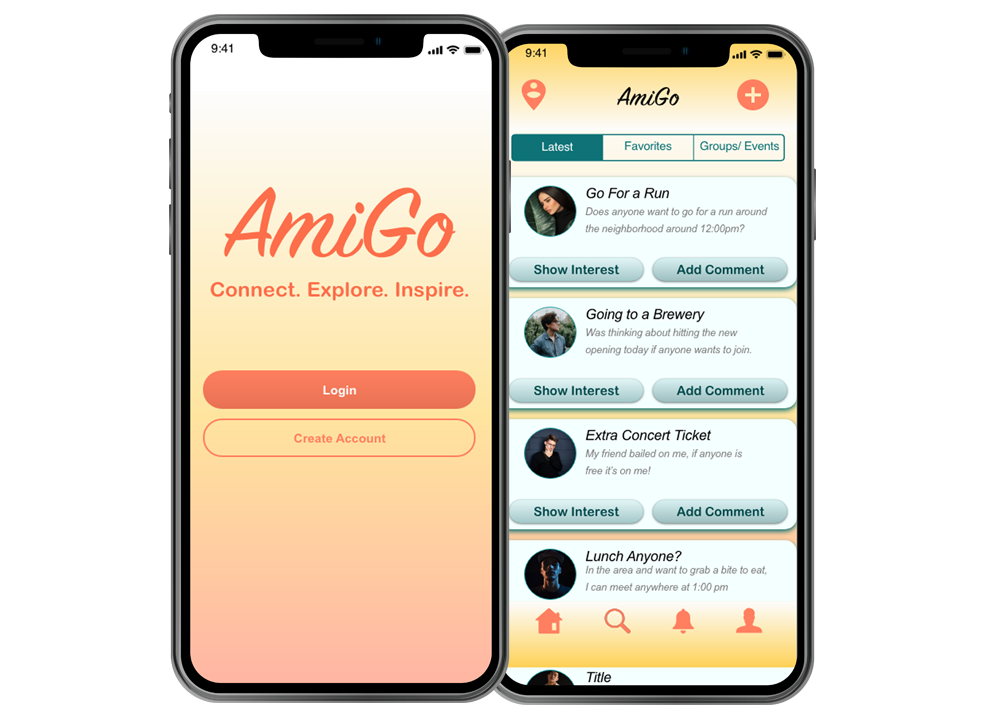 9:41
AmiGo
Connect. Explore. Inspire.
Login
Create Account
9:41
AmiGo
Latest
Favorites
Groups/ Events
Go For a Run
Does anyone want to go for a run around
the neighborhood around 12:00pm?
Show Interest
Add Comment
Going to a Brewery
Was thinking about hitting the new
opening today if anyone wants to join.
Show Interest
Add Comment
Extra Concert Ticket
My friend bailed on me, if anyone is
free it's on me!
Show Interest
Add Comment
Lunch Anyone?
In the area and want to grab a bite to eat,
I can meet anywhere at 1:00 pm
Title